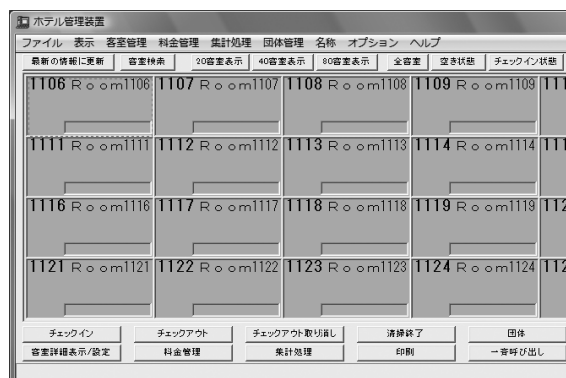 ホテル管理装置
ファイル 表示 客室管理 料金管理 集計処理 団体管理 名称 オプション ヘルプ
最新の情報に更新 客室検索 20客室表示 40客室表示 80客室表示 全客室 空き状態 チェックイン状態
1106 Room1106 1107 Room1107 1108 Room1108 1109 Room1109 111
1111 Room1111 1112 Room1112 1113 Room1113 1114 Room1114 111
1116 Room1116 1117 Room1117 1118 Room1118 1119 Room1119 112
1121 Room1121 1122 Room1122 1123 Room1123 1124 Room1124 112
チェックイン チェックアウト チェックアウト取り消し 清掃終了 団体
客室詳細表示/設定 料金管理 集計処理 印刷 一斉呼び出し